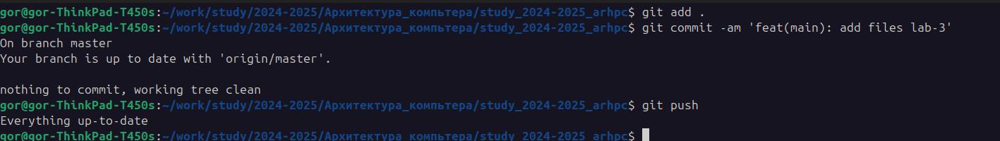 gor@gor-ThinkPad-T450s:~/work/study/2024-2025/Архитектура_компьтера/study_2024-2025_arhpc$ git add .
gor@gor-ThinkPad-T450s:~/work/study/2024-2025/Архитектура_компьтера/study_2024-2025_arhpc$ git commit -am 'feat(main): add files lab-3'
On branch master
Your branch is up to date with 'origin/master'.

nothing to commit, working tree clean
gor@gor-ThinkPad-T450s:~/work/study/2024-2025/Архитектура_компьтера/study_2024-2025_arhpc$ git push
Everything up-to-date
gor@gor-ThinkPad-T450s:~/work/study/2024-2025/Архитектура_компьтера/study_2024-2025_arhpc$